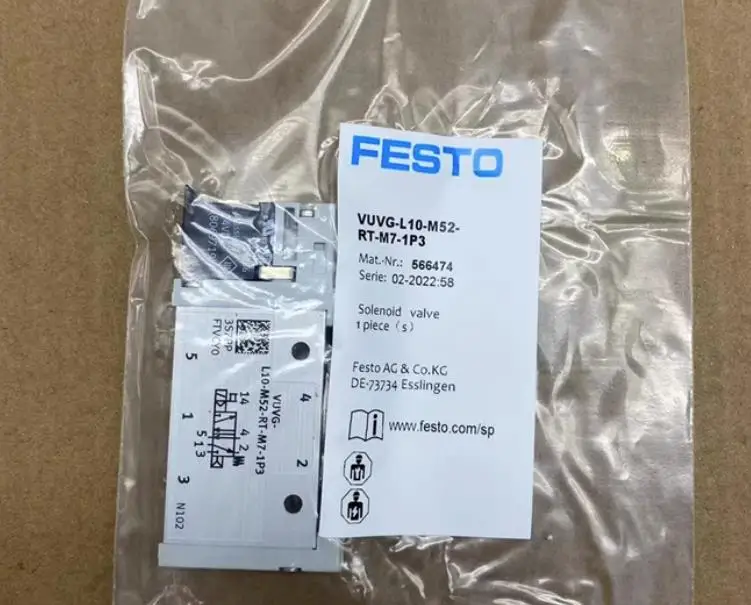 FESTO
VUVG-L10-M52-
RT-M7-1P3
Mat.-Nr.: 566474
Serie: 02-2022:58
Solenoid valve
1 piece (s)
Festo AG & Co.KG
DE-73734 Esslingen
www.festo.com/sp
FTVCY0
VUVG-
L10-M52-RT-M7-1P3
14 4 2
5 1 3
4 2
5 1 3
N102